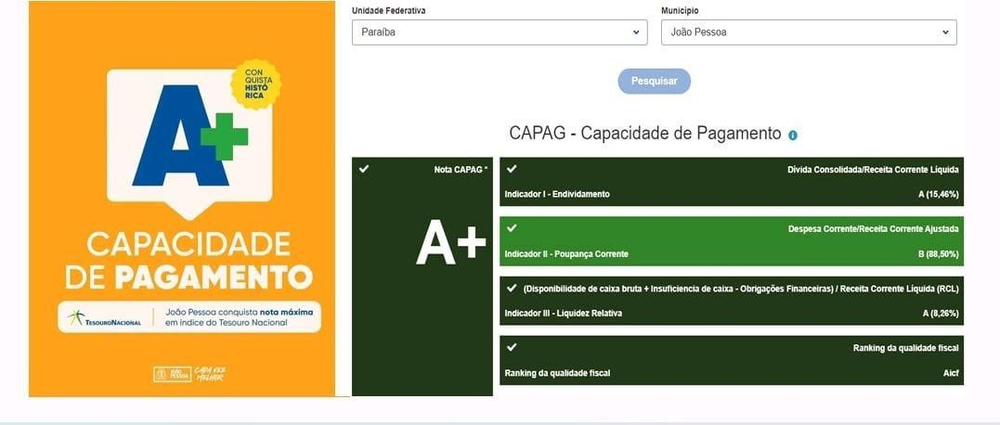 CON
QUISTA
HISTÓ
RICA
A+
CAPACIDADE
DE PAGAMENTO
TESOURONACIONAL
João Pessoa conquista nota máxima
em índice do Tesouro Nacional
JOÃO
PESSOA
CADA VEZ
MELHOR
Unidade Federativa
Município
Paraíba
João Pessoa
Pesquisar
CAPAG - Capacidade de Pagamento i
Nota CAPAG *
A+
Dívida Consolidada/Receita Corrente Líquida
Indicador I - Endividamento A (15,46%)
Despesa Corrente/Receita Corrente Ajustada
Indicador II - Poupança Corrente B (88,50%)
(Disponibilidade de caixa bruta + Insuficiencia de caixa - Obrigações Financeiras) / Receita Corrente Líquida (RCL)
Indicador III - Liquidez Relativa A (8,26%)
Ranking da qualidade fiscal
Ranking da qualidade fiscal Aicf